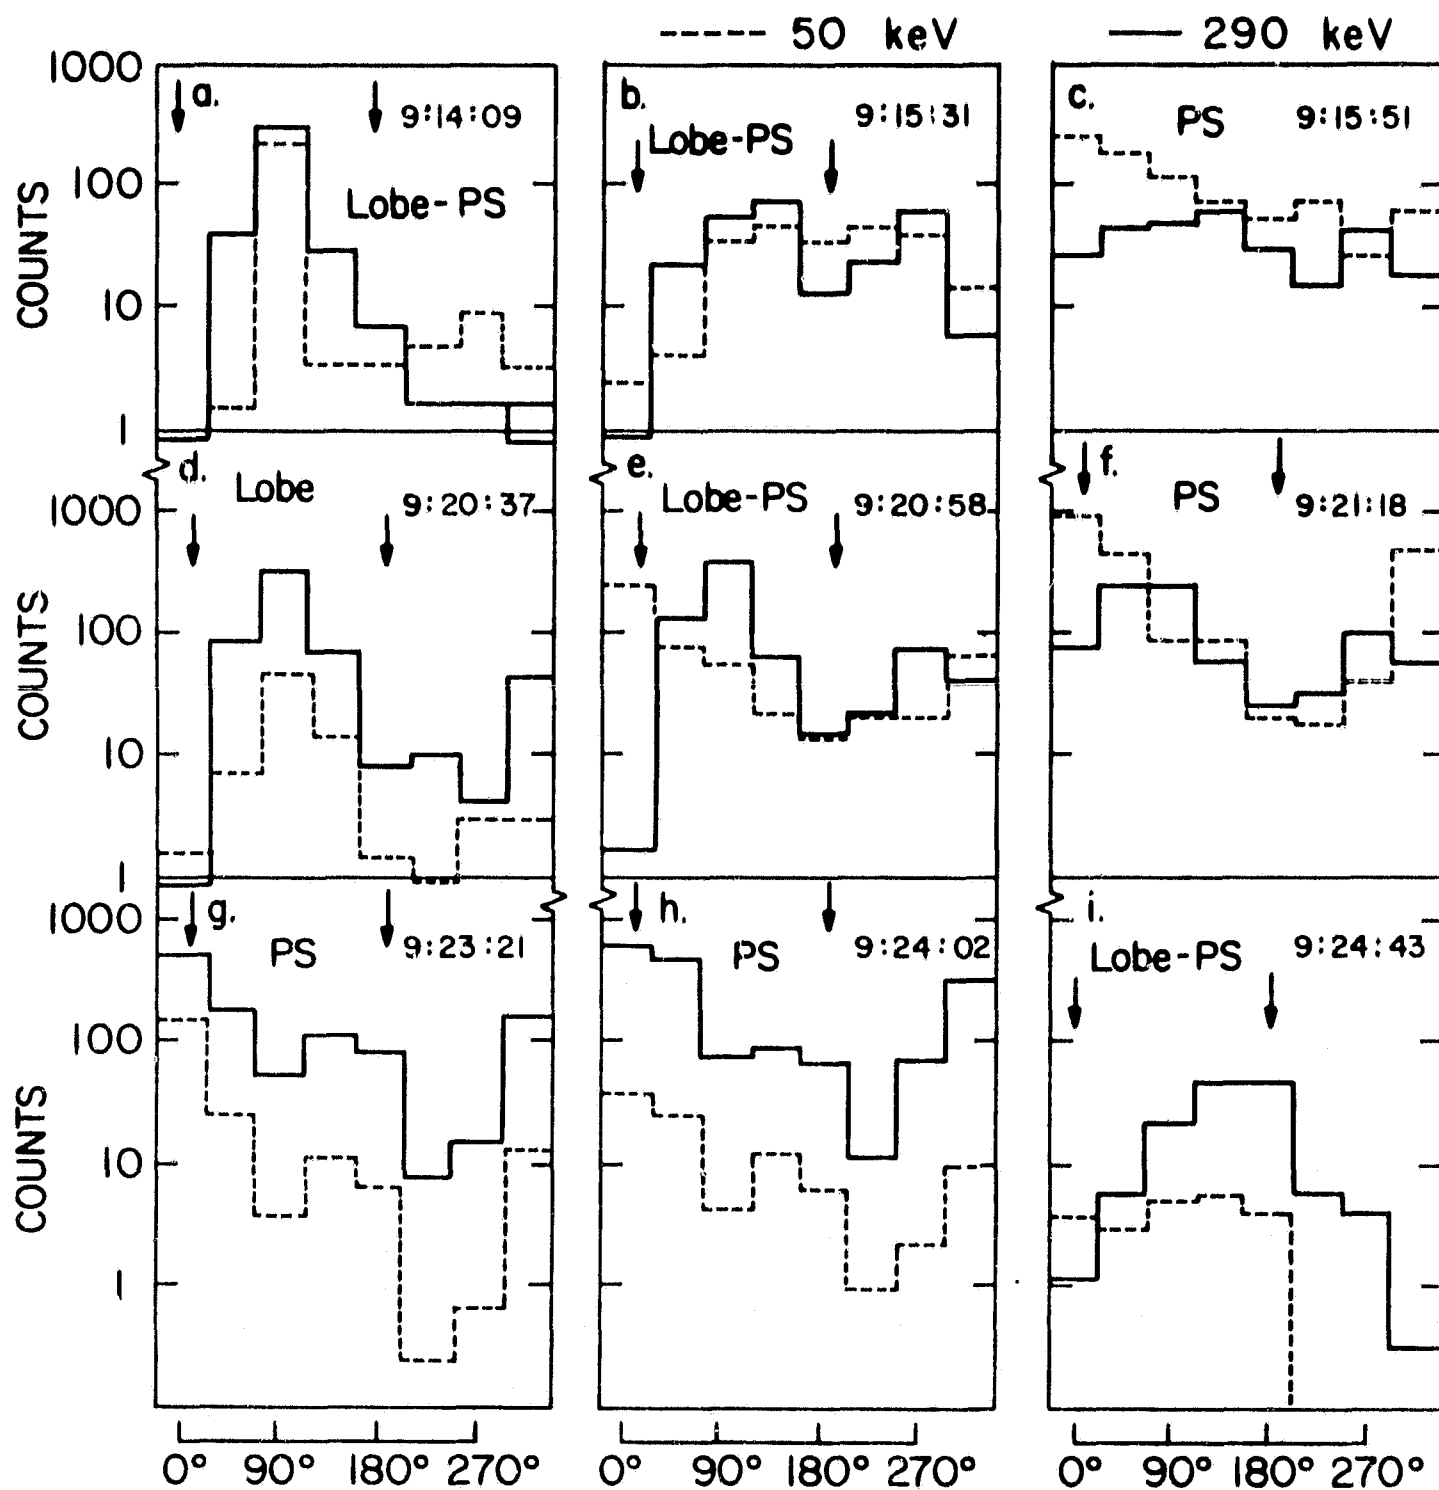 50 keV 290 keV
1000
a. 9:14:09
Lobe-PS
b. 9:15:31
Lobe-PS
c. PS 9:15:51
100
10
1
COUNTS
d. Lobe 9:20:37
e. Lobe-PS 9:20:58
f. PS 9:21:18
1000
100
10
1
COUNTS
g. PS 9:23:21
h. PS 9:24:02
i. Lobe-PS 9:24:43
1000
100
10
1
COUNTS
0° 90° 180° 270° 0° 90° 180° 270° 0° 90° 180° 270°